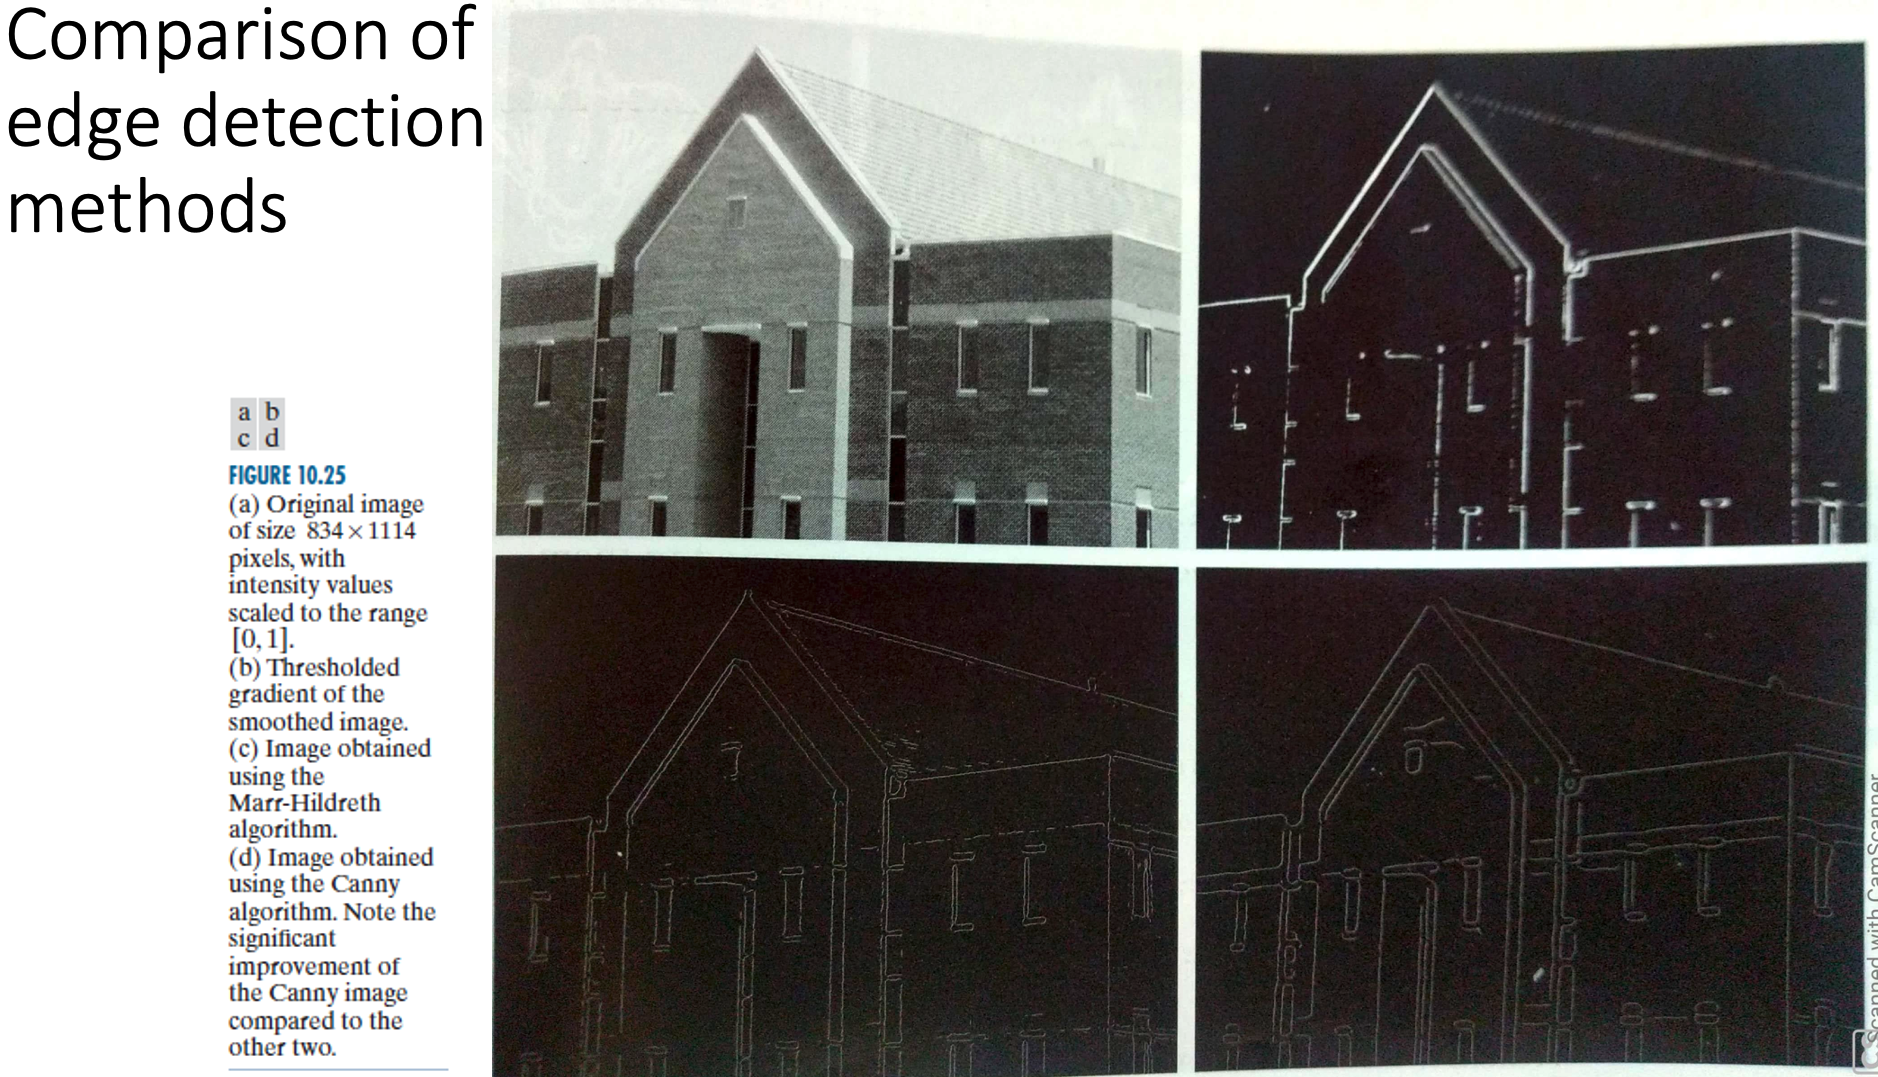 Comparison of
edge detection
methods
a b
c d
FIGURE 10.25
(a) Original image
of size 834 × 1114
pixels, with
intensity values
scaled to the range
[0, 1].
(b) Thresholded
gradient of the
smoothed image.
(c) Image obtained
using the
Marr-Hildreth
algorithm.
(d) Image obtained
using the Canny
algorithm. Note the
significant
improvement of
the Canny image
compared to the
other two.
Scanned with CamScanner